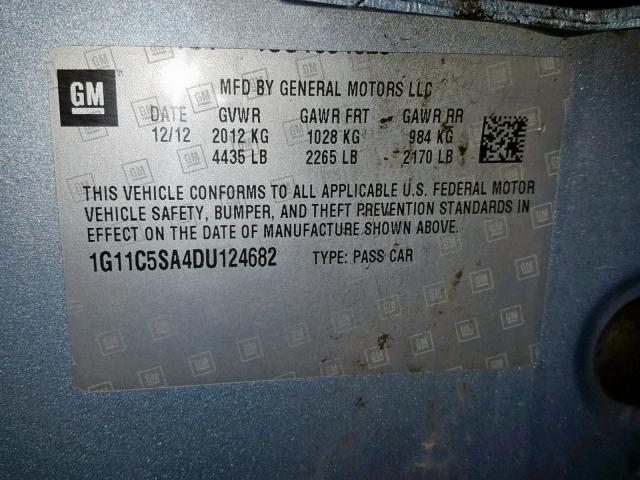 GM
MFD BY GENERAL MOTORS LLC
DATE GVWR GAWR FRT GAWR RR
12/12 2012 KG 1028 KG 984 KG
4435 LB 2265 LB 2170 LB
THIS VEHICLE CONFORMS TO ALL APPLICABLE U.S. FEDERAL MOTOR
VEHICLE SAFETY, BUMPER, AND THEFT PREVENTION STANDARDS IN
EFFECT ON THE DATE OF MANUFACTURE SHOWN ABOVE.
1G11C5SA4DU124682 TYPE: PASS CAR